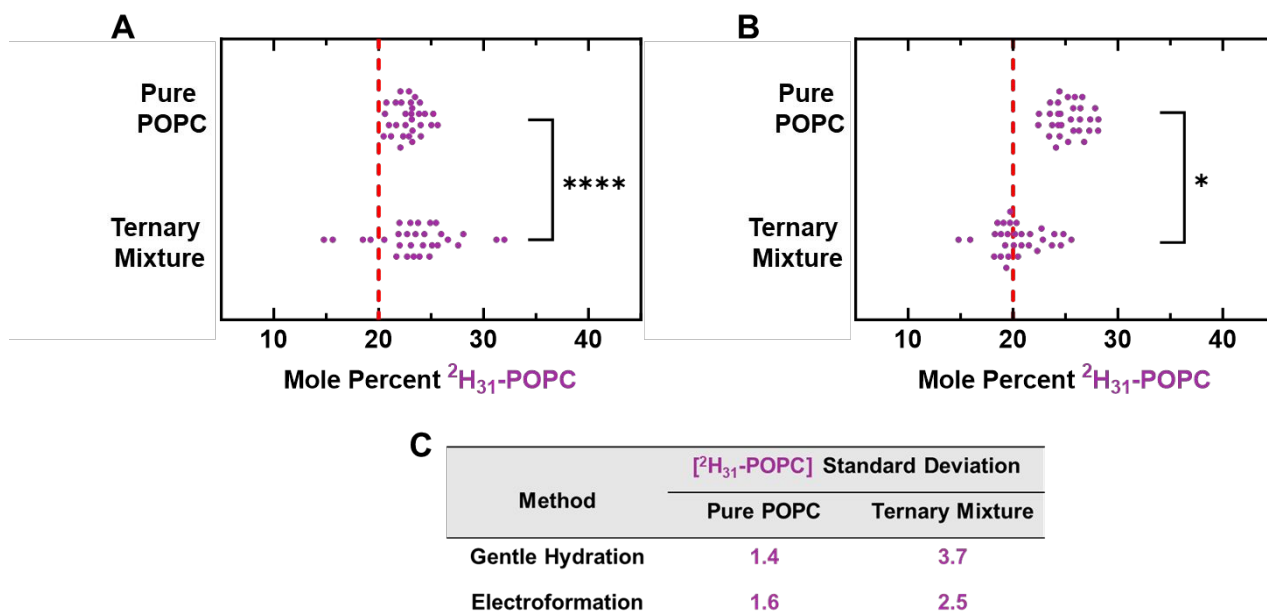 A
Pure
POPC
****
Ternary
Mixture
10 20 30 40
Mole Percent ²H₃₁-POPC
B
Pure
POPC
*
Ternary
Mixture
10 20 30 40
Mole Percent ²H₃₁-POPC
C
[²H₃₁-POPC] Standard Deviation
Method
Pure POPC Ternary Mixture
Gentle Hydration 1.4 3.7
Electroformation 1.6 2.5